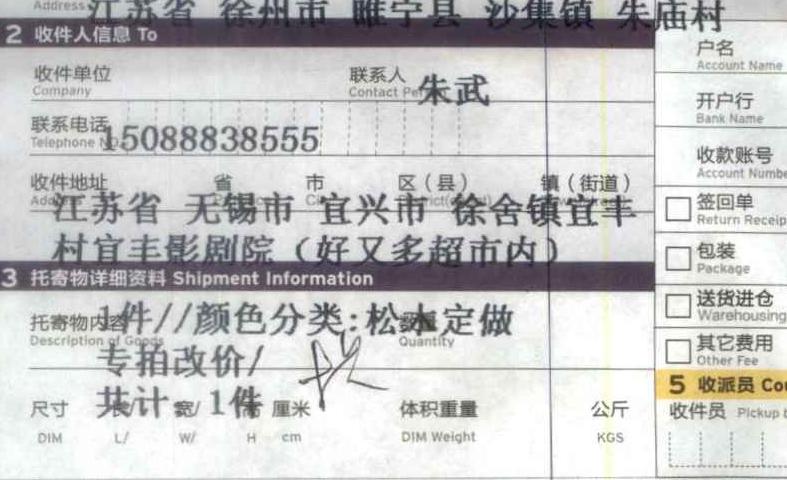 Address
江苏省 徐州市 睢宁县 沙集镇 朱庙村
2 收件人信息 To
收件单位 联系人 朱武
Company Contact
联系电话 15088838555
Telephone
收件地址 省 市 区（县） 镇（街道）
江苏省 无锡市 宜兴市 徐舍镇宜丰
村宜丰影剧院（好又多超市内）
3 托寄物详细资料 Shipment Information
托寄物内容 1件//颜色分类:松木定做
Description of Goods Quantity
专拍改价/
共计 1件
尺寸 长/ 宽/ 高 厘米 体积重量 公斤
DIM L/ W/ H cm DIM Weight KGS
户名
Account Name
开户行
Bank Name
收款账号
Account Numbe
签回单
Return Receip
包装
Package
送货进仓
Warehousing
其它费用
Other Fee
5 收派员 Cou
收件员 Pickup b